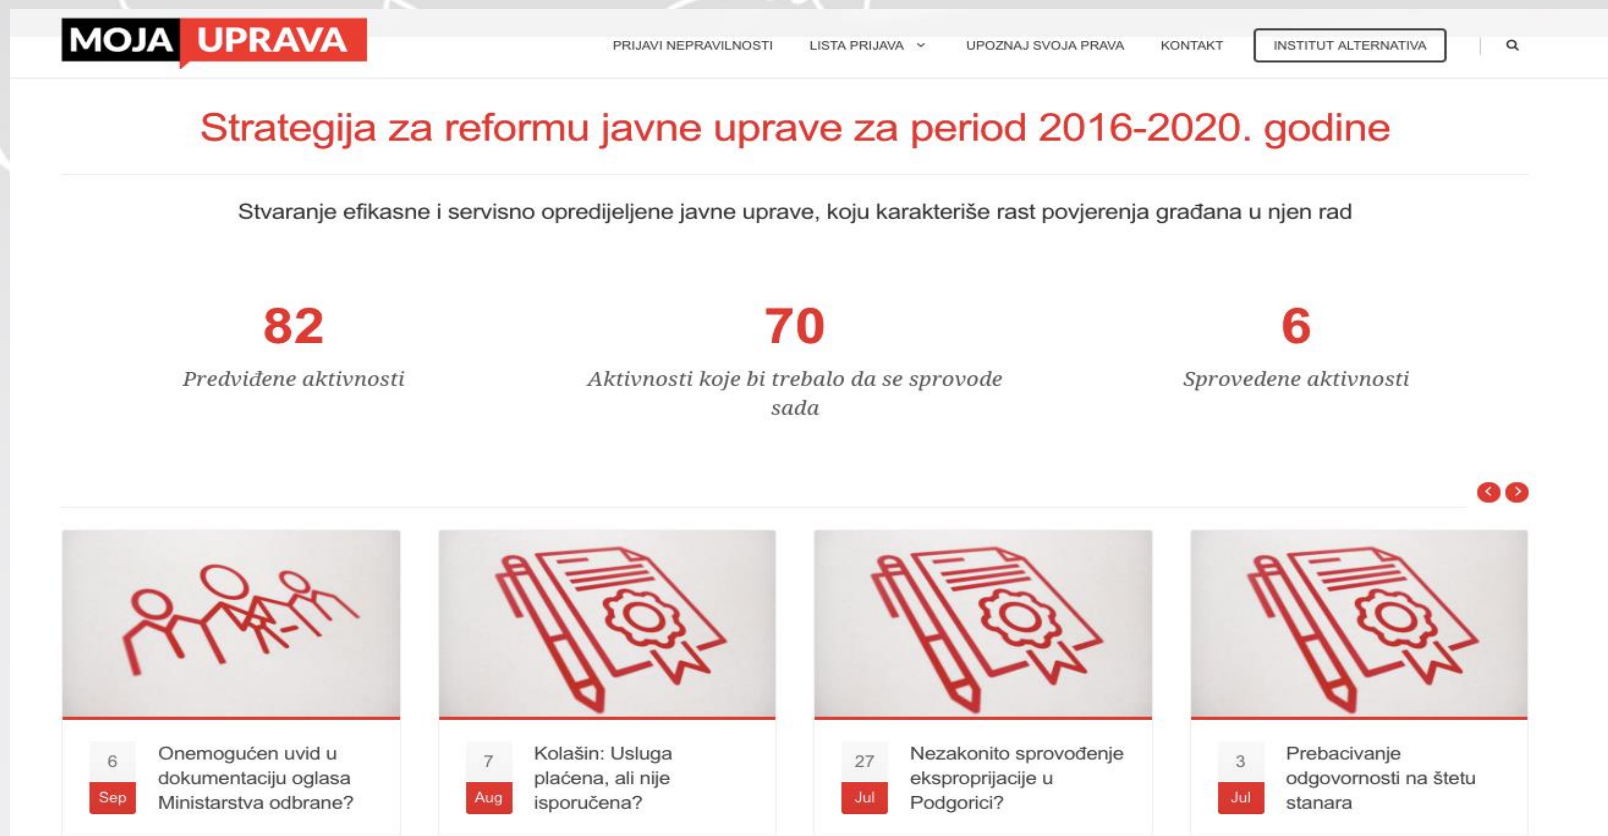 MOJA UPRAVA
PRIJAVI NEPRAVILNOSTI LISTA PRIJAVA UPOZNAJ SVOJA PRAVA KONTAKT INSTITUT ALTERNATIVA
Strategija za reformu javne uprave za period 2016-2020. godine
Stvaranje efikasne i servisno opredijeljene javne uprave, koju karakteriše rast povjerenja građana u njen rad
82
Predviđene aktivnosti
70
Aktivnosti koje bi trebalo da se sprovode
sada
6
Sprovedene aktivnosti
6
Sep
Onemogućen uvid u
dokumentaciju oglasa
Ministarstva odbrane?
7
Aug
Kolašin: Usluga
plaćena, ali nije
isporučena?
27
Jul
Nezakonito sprovođenje
eksproprijacije u
Podgorici?
3
Jul
Prebacivanje
odgovornosti na štetu
stanara